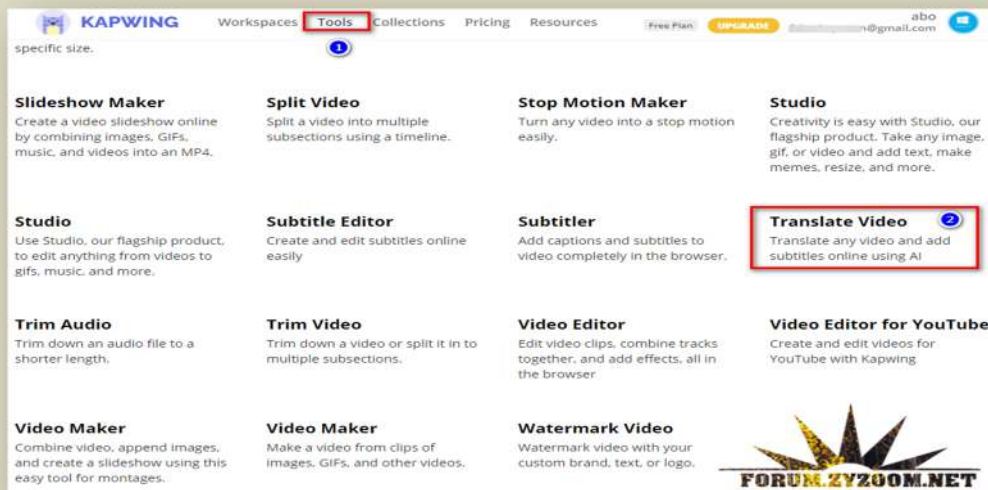 KAPWING Workspaces Tools Collections Pricing Resources Free Plan UPGRADE abo
@gmail.com
1
specific size.
Slideshow Maker
Create a video slideshow online
by combining images, GIFs,
music, and videos into an MP4.
Split Video
Split a video into multiple
subsections using a timeline.
Stop Motion Maker
Turn any video into a stop motion
easily.
Studio
Creativity is easy with Studio, our
flagship product. Take any image,
gif, or video and add text, make
memes, resize, and more.
Studio
Use Studio, our flagship product,
to edit anything from videos to
gifs, music, and more.
Subtitle Editor
Create and edit subtitles online
easily
Subtitler
Add captions and subtitles to
video completely in the browser.
Translate Video 2
Translate any video and add
subtitles online using AI
Trim Audio
Trim down an audio file to a
shorter length.
Trim Video
Trim down a video or split it in to
multiple subsections.
Video Editor
Edit video clips, combine tracks
together, and add effects, all in
the browser
Video Editor for YouTube
Create and edit videos for
YouTube with Kapwing
Video Maker
Combine video, append images,
and create a slideshow using this
easy tool for montages.
Video Maker
Make a video from clips of
images, GIFs, and other videos.
Watermark Video
Watermark video with your
custom brand, text, or logo.
FORUM.ZYZOOM.NET